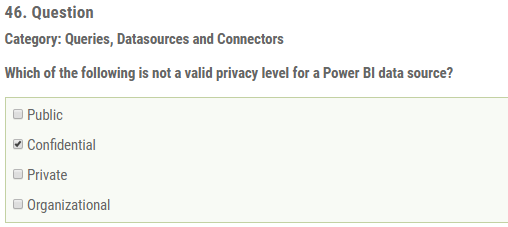 46. Question
Category: Queries, Datasources and Connectors
Which of the following is not a valid privacy level for a Power BI data source?
Public
Confidential
Private
Organizational